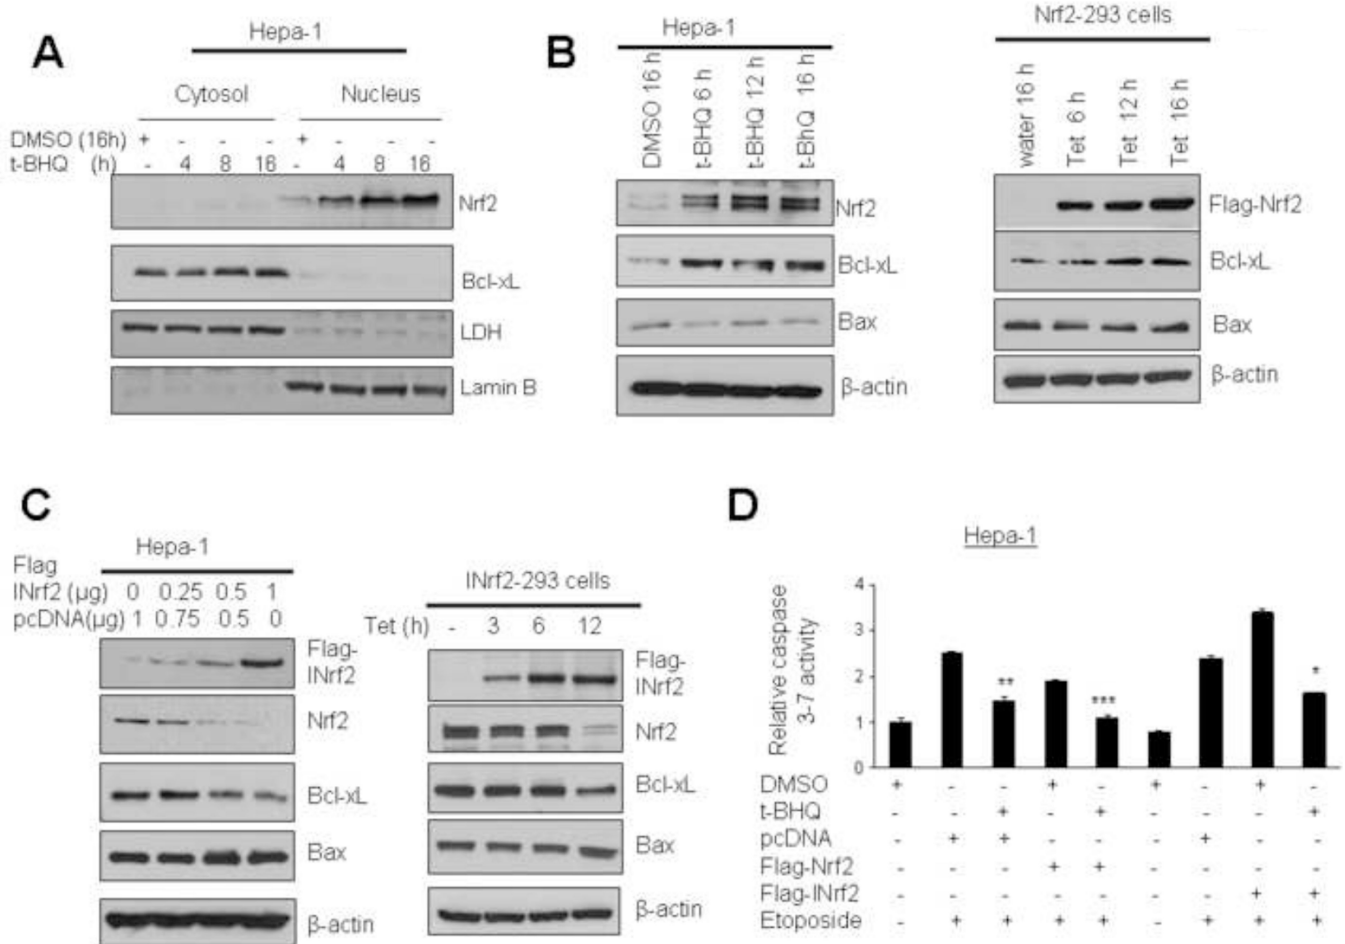 A
Hepa-1
Cytosol Nucleus
DMSO (16h) + - - - + - - -
t-BHQ (h) - 4 8 16 - 4 8 16
Nrf2
Bcl-xL
LDH
Lamin B
B
Hepa-1
DMSO 16 h
t-BHQ 6 h
t-BHQ 12 h
t-BhQ 16 h
Nrf2
Bcl-xL
Bax
β-actin
Nrf2-293 cells
water 16 h
Tet 6 h
Tet 12 h
Tet 16 h
Flag-Nrf2
Bcl-xL
Bax
β-actin
C
Hepa-1
Flag
INrf2 (μg) 0 0.25 0.5 1
pcDNA(μg) 1 0.75 0.5 0
Flag-
INrf2
Nrf2
Bcl-xL
Bax
β-actin
INrf2-293 cells
Tet (h) - 3 6 12
Flag-
INrf2
Nrf2
Bcl-xL
Bax
β-actin
D
Hepa-1
Relative caspase
3-7 activity
4
3
2
1
0
** *** *
DMSO + - - + - + - + -
t-BHQ - - + - + - - - +
pcDNA - + + - - - + - -
Flag-Nrf2 - - - + + - - - -
Flag-INrf2 - - - - - - - + +
Etoposide - + + + + - + + +